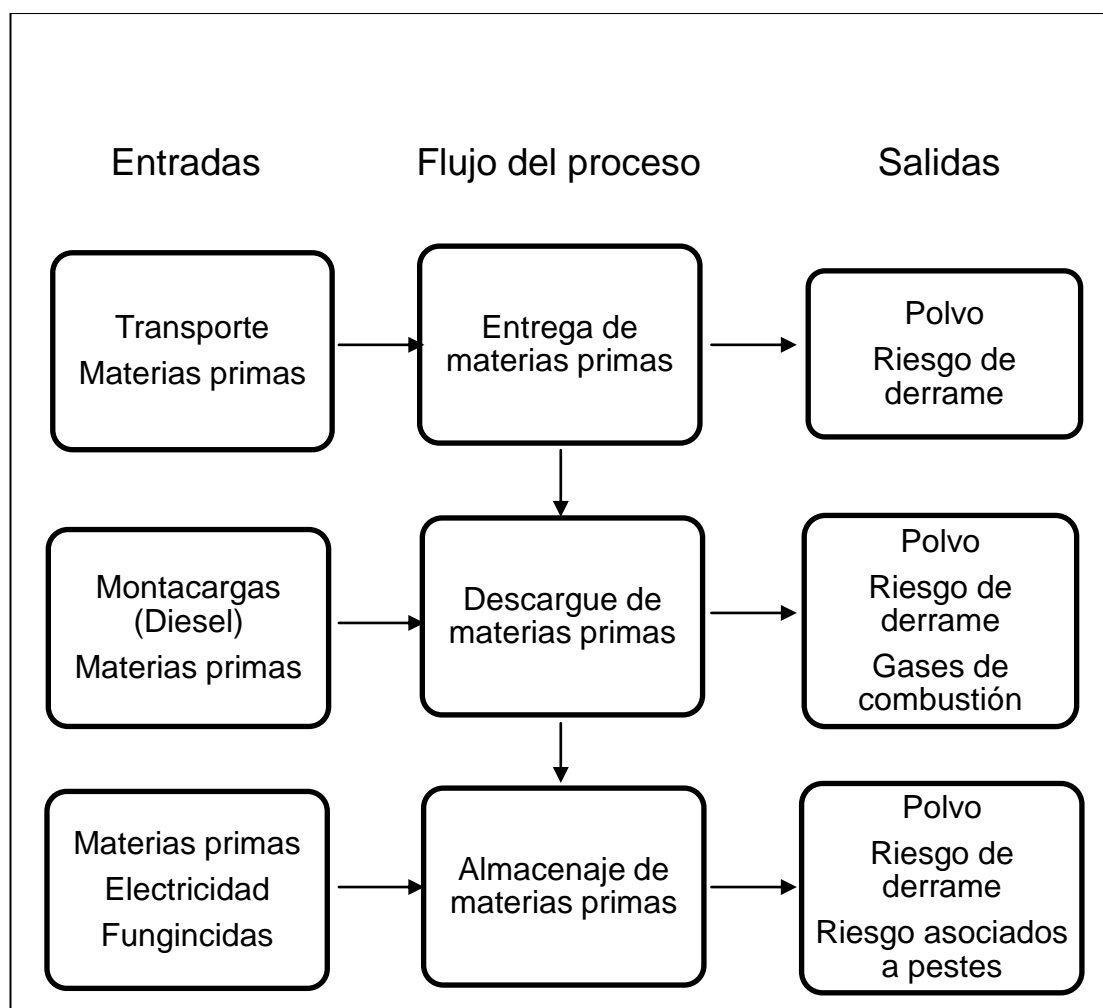 Entradas
Flujo del proceso
Salidas
Transporte
Materias primas
Entrega de
materias primas
Polvo
Riesgo de
derrame
Montacargas
(Diesel)
Materias primas
Descargue de
materias primas
Polvo
Riesgo de
derrame
Gases de
combustión
Materias primas
Electricidad
Fungincidas
Almacenaje de
materias primas
Polvo
Riesgo de
derrame
Riesgo asociados
a pestes